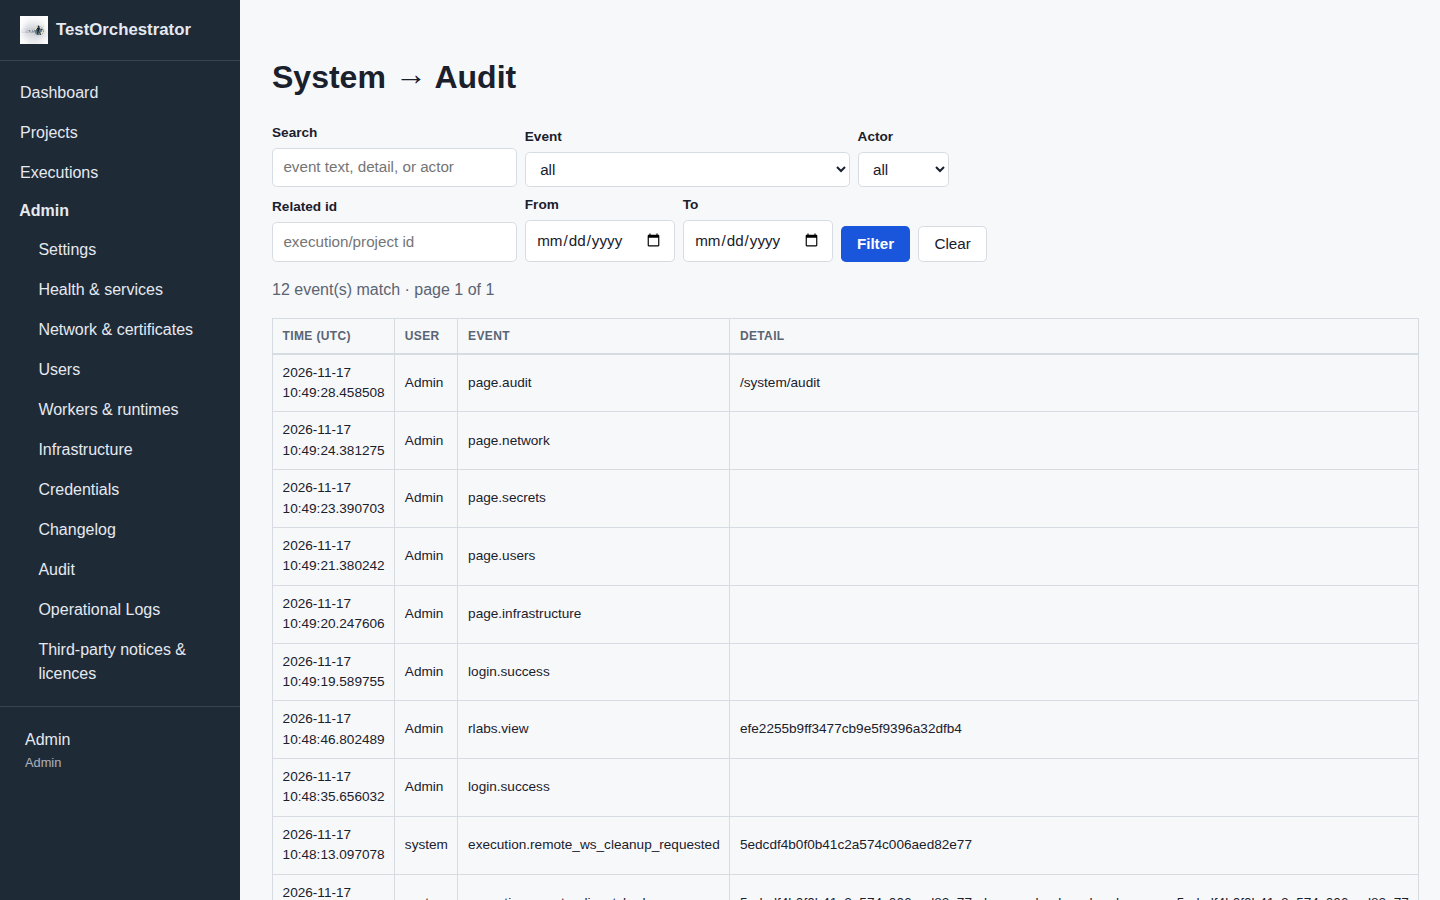 TestOrchestrator
Dashboard
Projects
Executions
Admin
Settings
Health & services
Network & certificates
Users
Workers & runtimes
Infrastructure
Credentials
Changelog
Audit
Operational Logs
Third-party notices &
licences
Admin
Admin
System → Audit
Search
event text, detail, or actor
Event
all
Actor
all
Related id
execution/project id
From
mm/dd/yyyy
To
mm/dd/yyyy
Filter
Clear
12 event(s) match · page 1 of 1
TIME (UTC) USER EVENT DETAIL
2026-11-17
10:49:28.458508 Admin page.audit /system/audit
2026-11-17
10:49:24.381275 Admin page.network
2026-11-17
10:49:23.390703 Admin page.secrets
2026-11-17
10:49:21.380242 Admin page.users
2026-11-17
10:49:20.247606 Admin page.infrastructure
2026-11-17
10:49:19.589755 Admin login.success
2026-11-17
10:48:46.802489 Admin rlabs.view efe2255b9ff3477cb9e5f9396a32dfb4
2026-11-17
10:48:35.656032 Admin login.success
2026-11-17
10:48:13.097078 system execution.remote_ws_cleanup_requested 5edcdf4b0f0b41c2a574c006aed82e77
2026-11-17